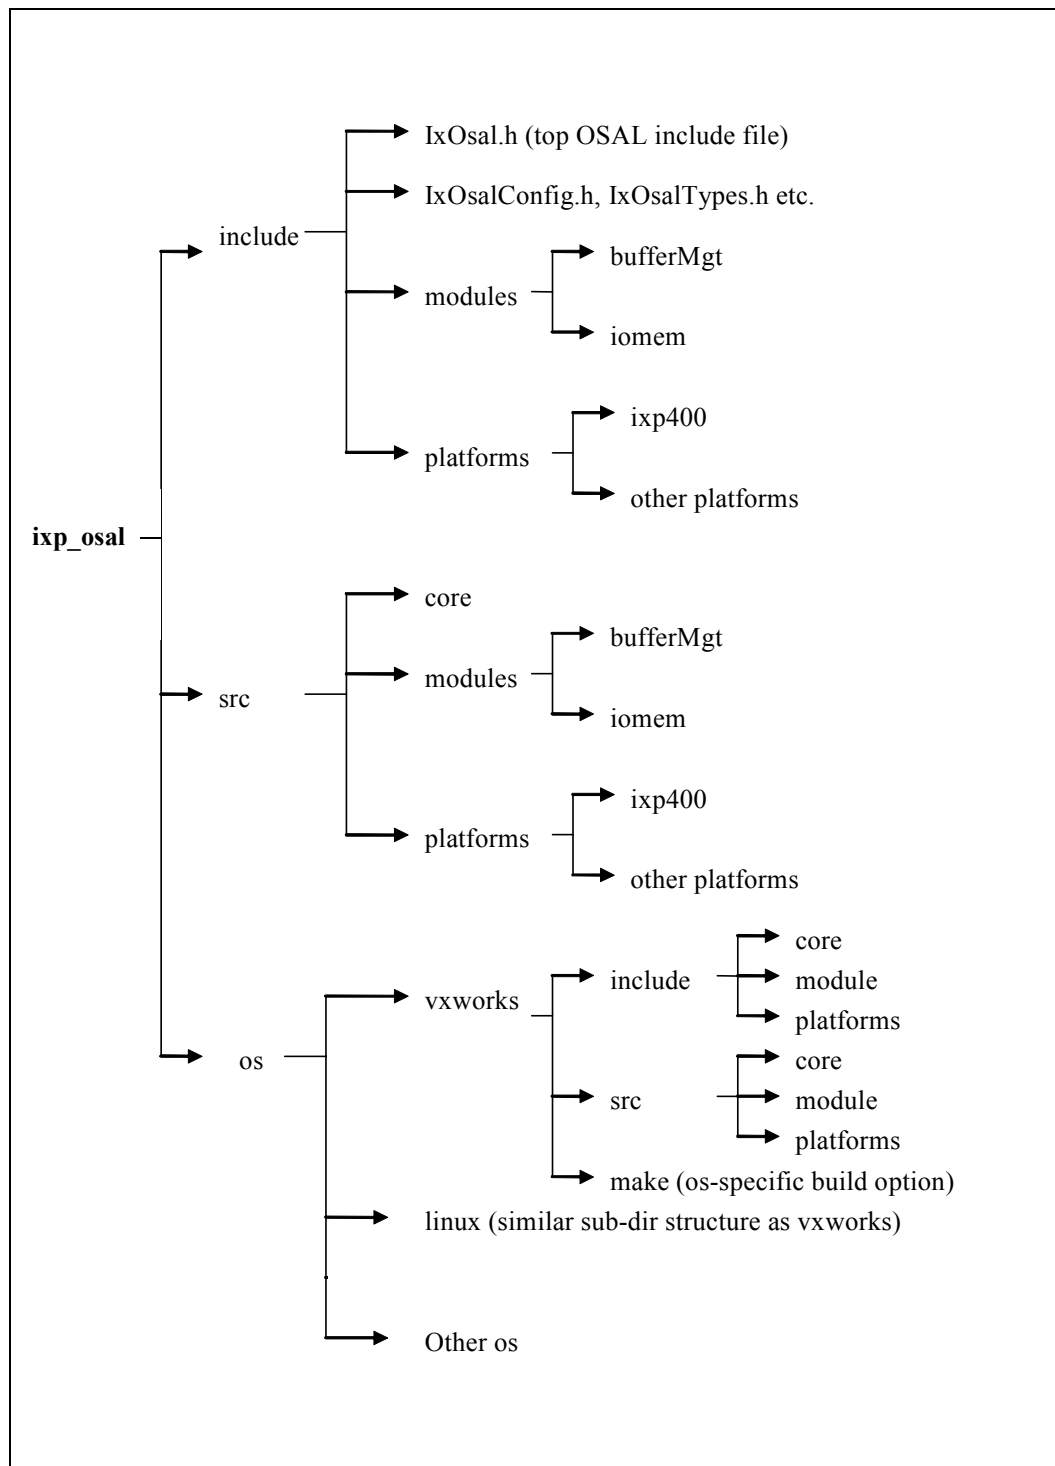 IxOsal.h (top OSAL include file)
IxOsalConfig.h, IxOsalTypes.h etc.
include
bufferMgt
modules
iomem
ixp400
platforms
other platforms
ixp_osal
core
bufferMgt
modules
src
iomem
ixp400
platforms
other platforms
core
include
module
vxworks
platforms
os
core
src
module
platforms
make (os-specific build option)
linux (similar sub-dir structure as vxworks)
Other os